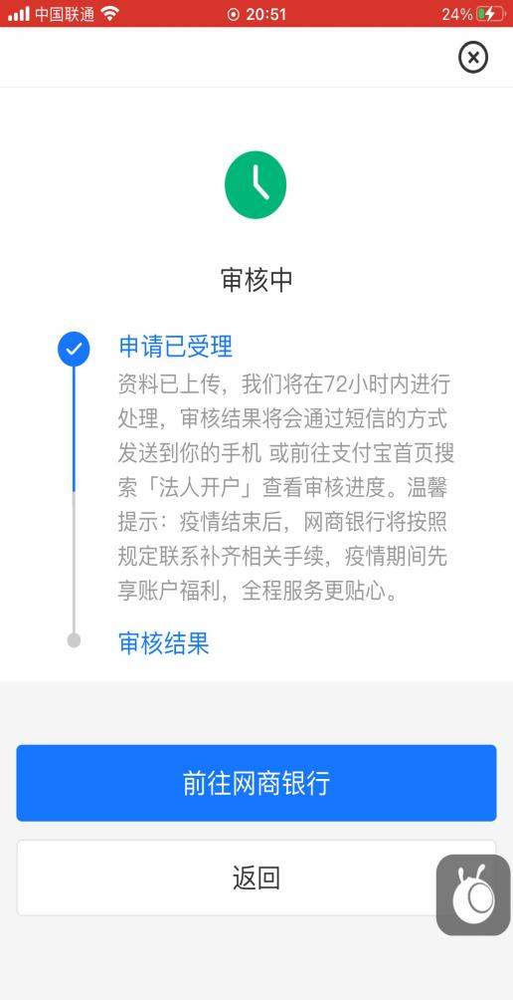 中国联通 20:51 24%
审核中
申请已受理
资料已上传，我们将在72小时内进行
处理，审核结果将会通过短信的方式
发送到你的手机 或前往支付宝首页搜
索「法人开户」查看审核进度。温馨
提示：疫情结束后，网商银行将按照
规定联系补齐相关手续，疫情期间先
享账户福利，全程服务更贴心。
审核结果
前往网商银行
返回